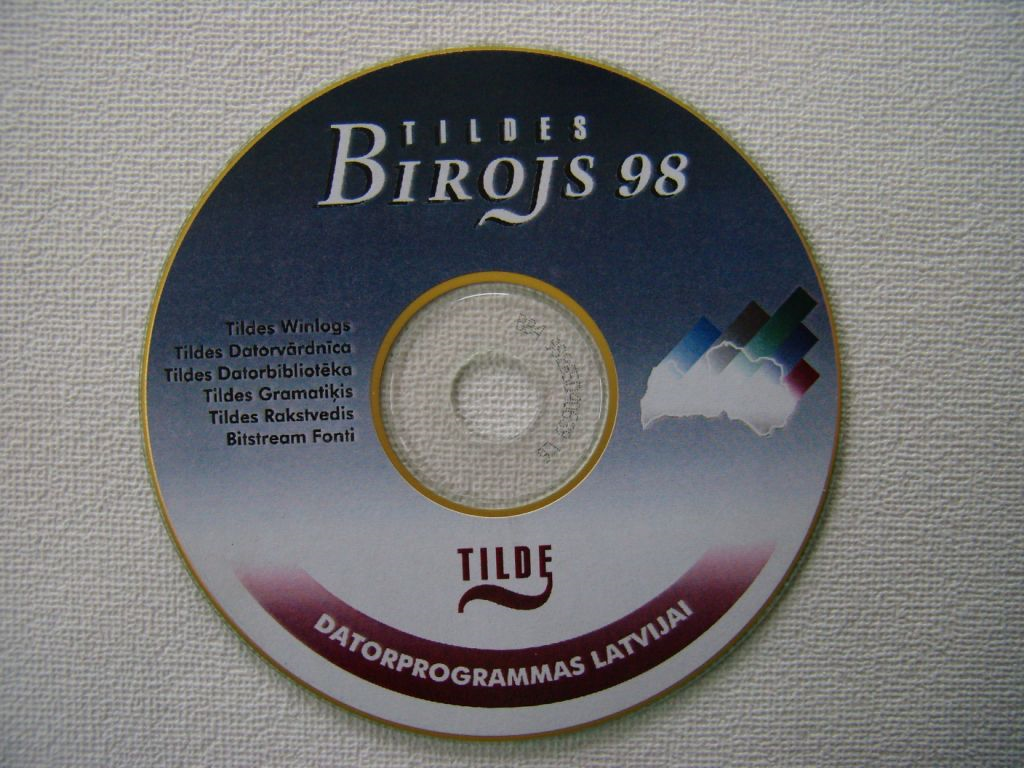 TILDES
BIROJS 98
Tildes Winlogs
Tildes Datorvārdnīca
Tildes Datorbibliotēka
Tildes Gramatiķis
Tildes Rakstvedis
Bitstream Fonti
TILDE
DATORPROGRAMMAS LATVIJAI